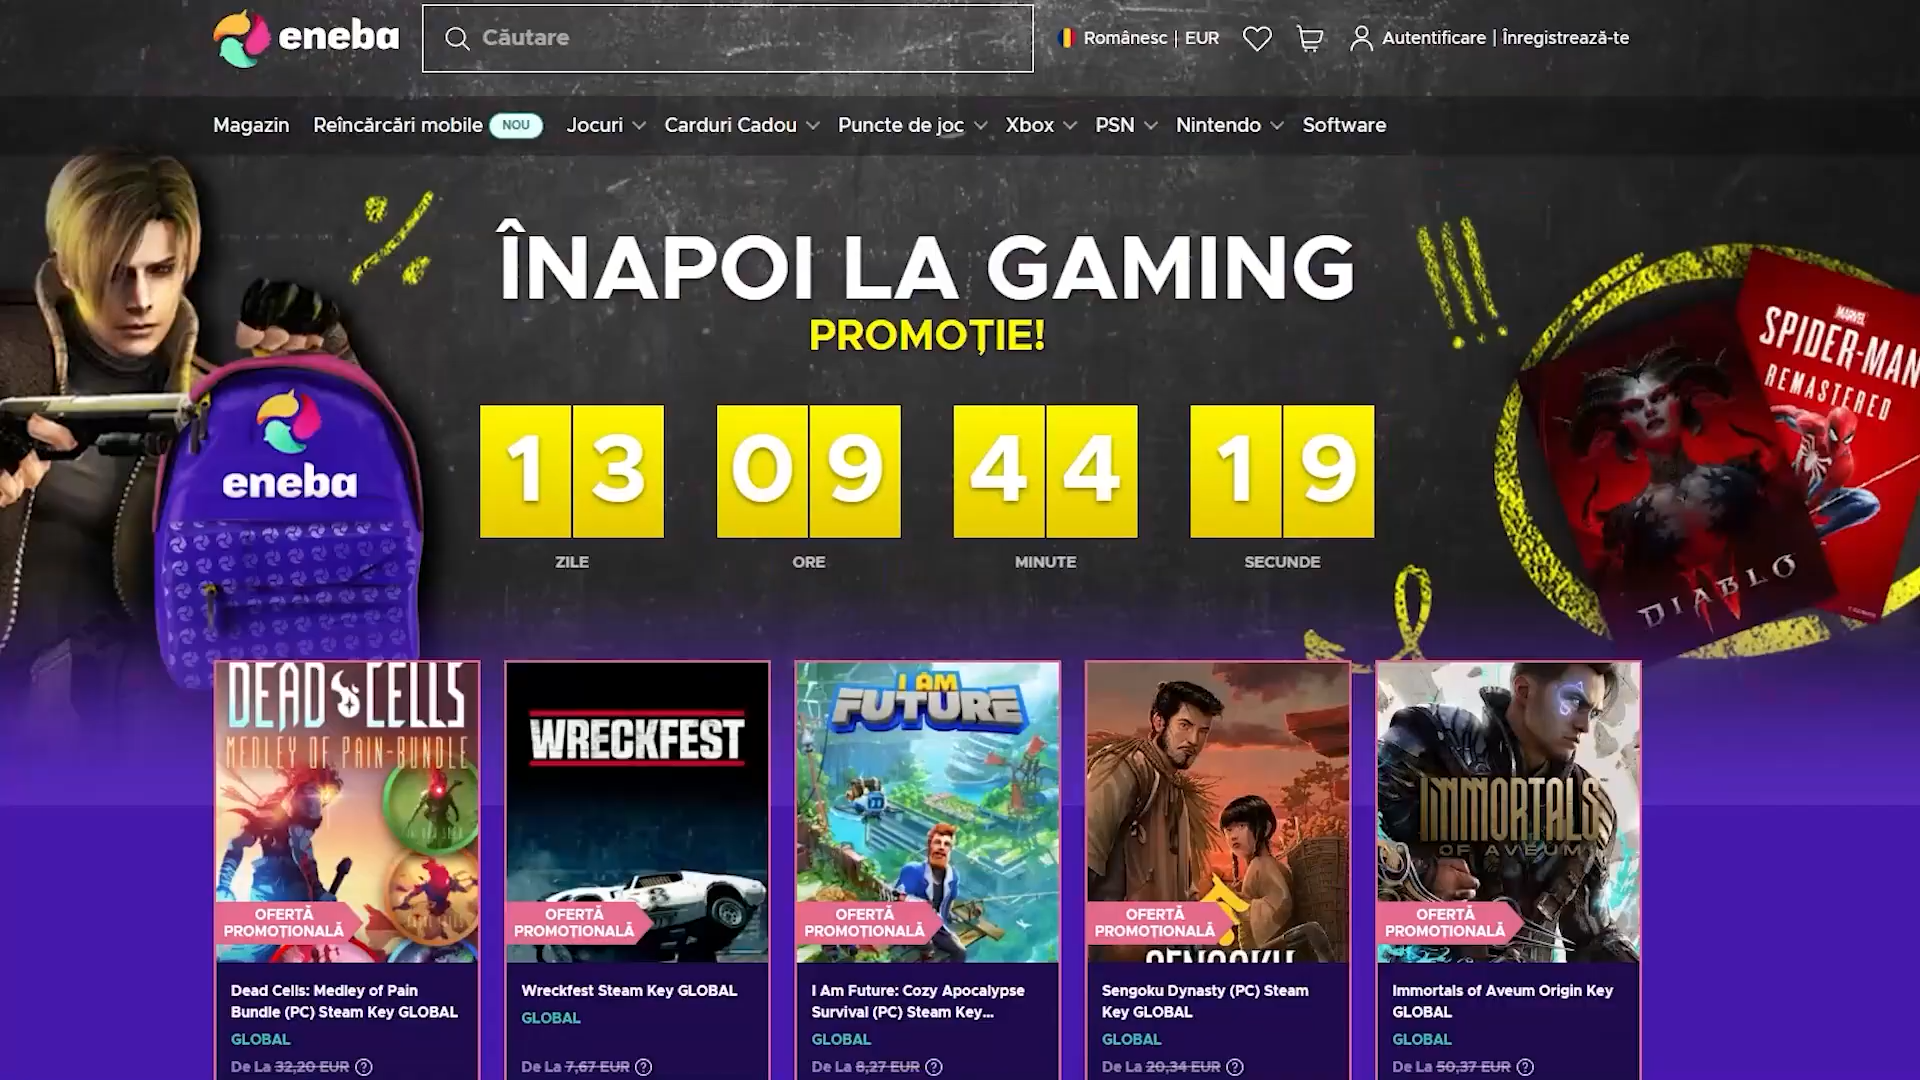 eneba
Căutare
Românesc | EUR
Autentificare | Înregistrează-te
Magazin
Reîncărcări mobile
NOU
Jocuri
Carduri Cadou
Puncte de joc
Xbox
PSN
Nintendo
Software
%
ÎNAPOI LA GAMING
!!!
PROMOȚIE!
MARVEL
SPIDER-MAN
REMASTERED
13
09
44
19
eneba
ZILE
ORE
MINUTE
SECUNDE
DIABLO
IV
DEAD CELLS
MEDLEY OF PAIN-BUNDLE
WRECKFEST
I AM
FUTURE
IMMORTALS
OF AVEUM
OFERTĂ
PROMOȚIONALĂ
OFERTĂ
PROMOȚIONALĂ
OFERTĂ
PROMOȚIONALĂ
OFERTĂ
PROMOȚIONALĂ
OFERTĂ
PROMOȚIONALĂ
SENGOKU
Dead Cells: Medley of Pain
Bundle (PC) Steam Key GLOBAL
GLOBAL
De La 32,20 EUR ?
Wreckfest Steam Key GLOBAL
GLOBAL
De La 7,67 EUR ?
I Am Future: Cozy Apocalypse
Survival (PC) Steam Key...
GLOBAL
De La 8,27 EUR ?
Sengoku Dynasty (PC) Steam
Key GLOBAL
GLOBAL
De La 20,34 EUR ?
Immortals of Aveum Origin Key
GLOBAL
GLOBAL
De La 50,37 EUR ?